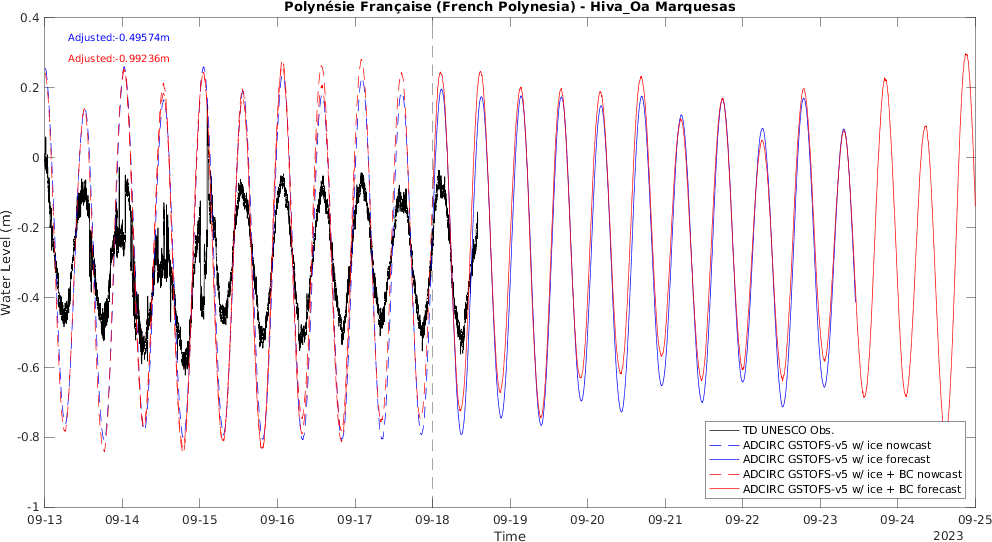 Polynésie Française (French Polynesia) - Hiva_Oa Marquesas
Adjusted:-0.49574m
Adjusted:-0.99236m
0.4
0.2
0
-0.2
-0.4
-0.6
-0.8
-1
Water Level (m)
TD UNESCO Obs.
ADCIRC GSTOFS-v5 w/ ice nowcast
ADCIRC GSTOFS-v5 w/ ice forecast
ADCIRC GSTOFS-v5 w/ ice + BC nowcast
ADCIRC GSTOFS-v5 w/ ice + BC forecast
09-13 09-14 09-15 09-16 09-17 09-18 09-19 09-20 09-21 09-22 09-23 09-24 09-25
Time
2023